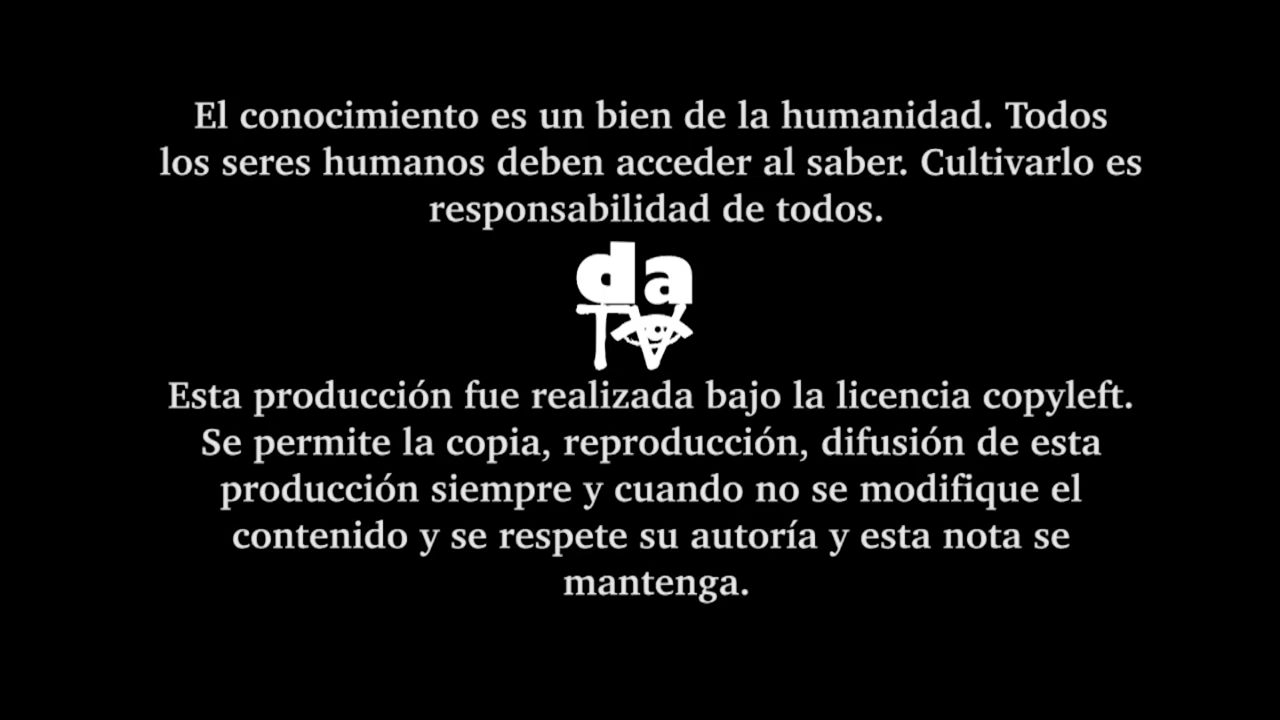 El conocimiento es un bien de la humanidad. Todos
los seres humanos deben acceder al saber. Cultivarlo es
responsabilidad de todos.
da
TV
Esta producción fue realizada bajo la licencia copyleft.
Se permite la copia, reproducción, difusión de esta
producción siempre y cuando no se modifique el
contenido y se respete su autoría y esta nota se
mantenga.